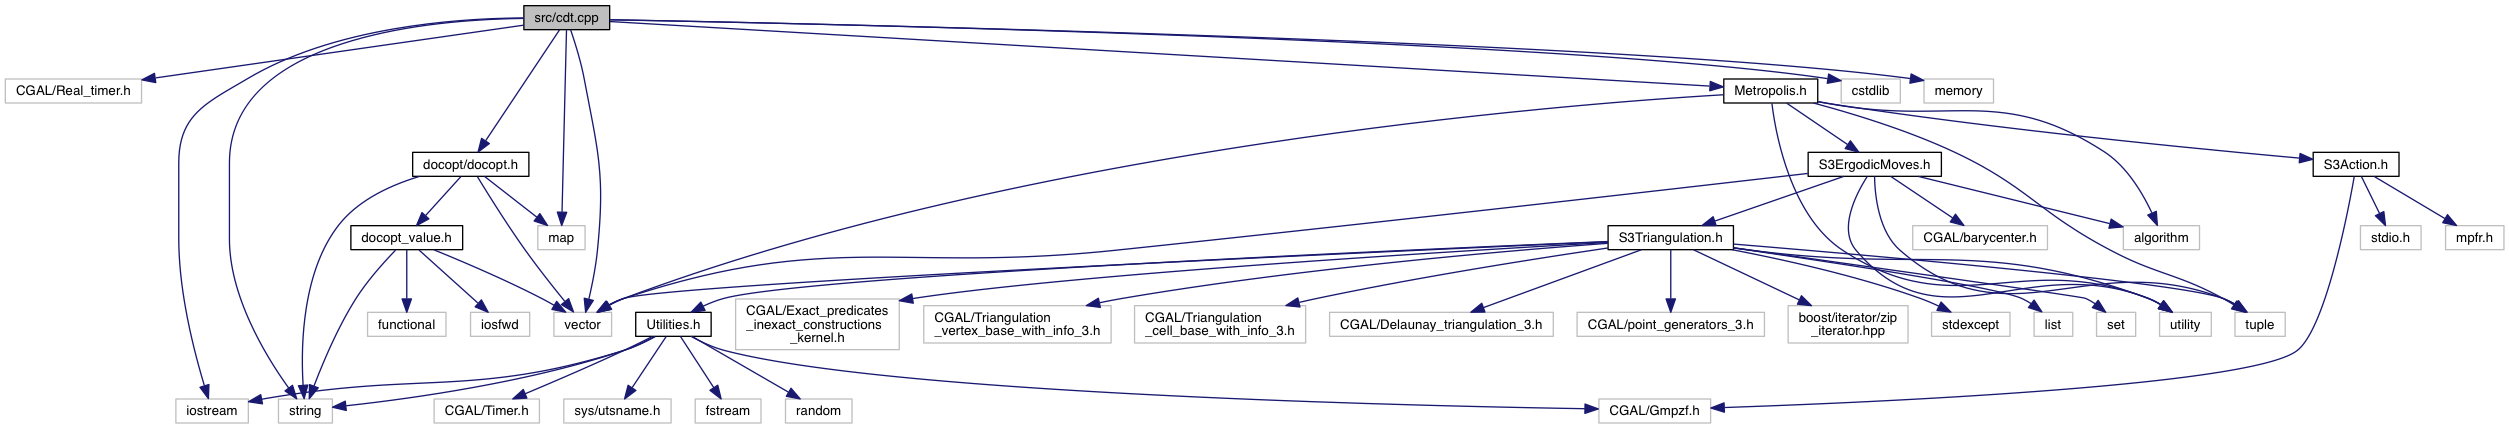 src/cdt.cpp
CGAL/Real_timer.h
Metropolis.h
cstdlib
memory
docopt/docopt.h
S3ErgodicMoves.h
S3Action.h
docopt_value.h
map
S3Triangulation.h
CGAL/barycenter.h
algorithm
stdio.h
mpfr.h
functional
iosfwd
vector
Utilities.h
CGAL/Exact_predicates
_inexact_constructions
_kernel.h
CGAL/Triangulation
_vertex_base_with_info_3.h
CGAL/Triangulation
_cell_base_with_info_3.h
CGAL/Delaunay_triangulation_3.h
CGAL/point_generators_3.h
boost/iterator/zip
_iterator.hpp
stdexcept
list
set
utility
tuple
iostream
string
CGAL/Timer.h
sys/utsname.h
fstream
random
CGAL/Gmpzf.h